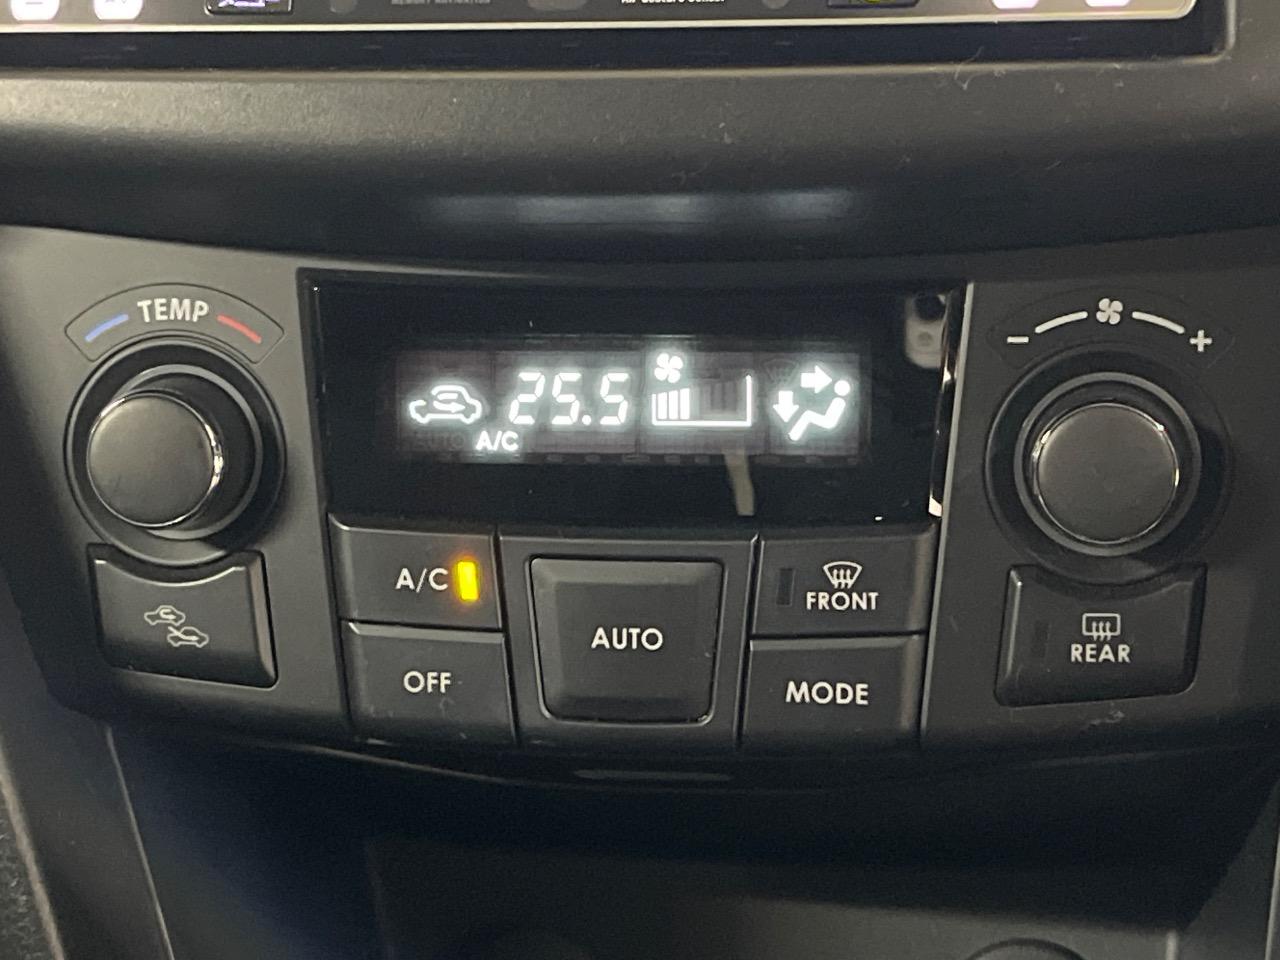 TEMP
- +
25.5
A/C
A/C
AUTO
FRONT
OFF
MODE
REAR